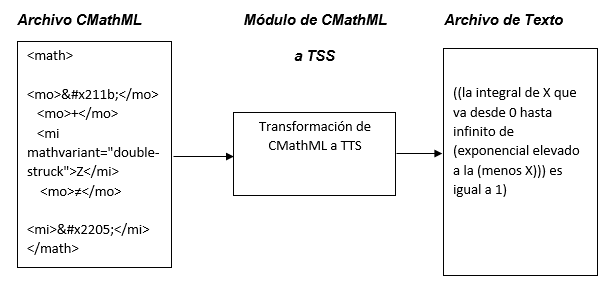 Archivo CMathML
Módulo de CMathML
a TSS
Archivo de Texto
<math>
<mo>&#x211b;</mo>
<mo>+</mo>
<mi
mathvariant="double-
struck">Z</mi>
<mo>≠</mo>
<mi>&#x2205;</mi>
</math>
Transformación de
CMathML a TTS
((la integral de X que
va desde 0 hasta
infinito de
(exponencial elevado
a la (menos X))) es
igual a 1)